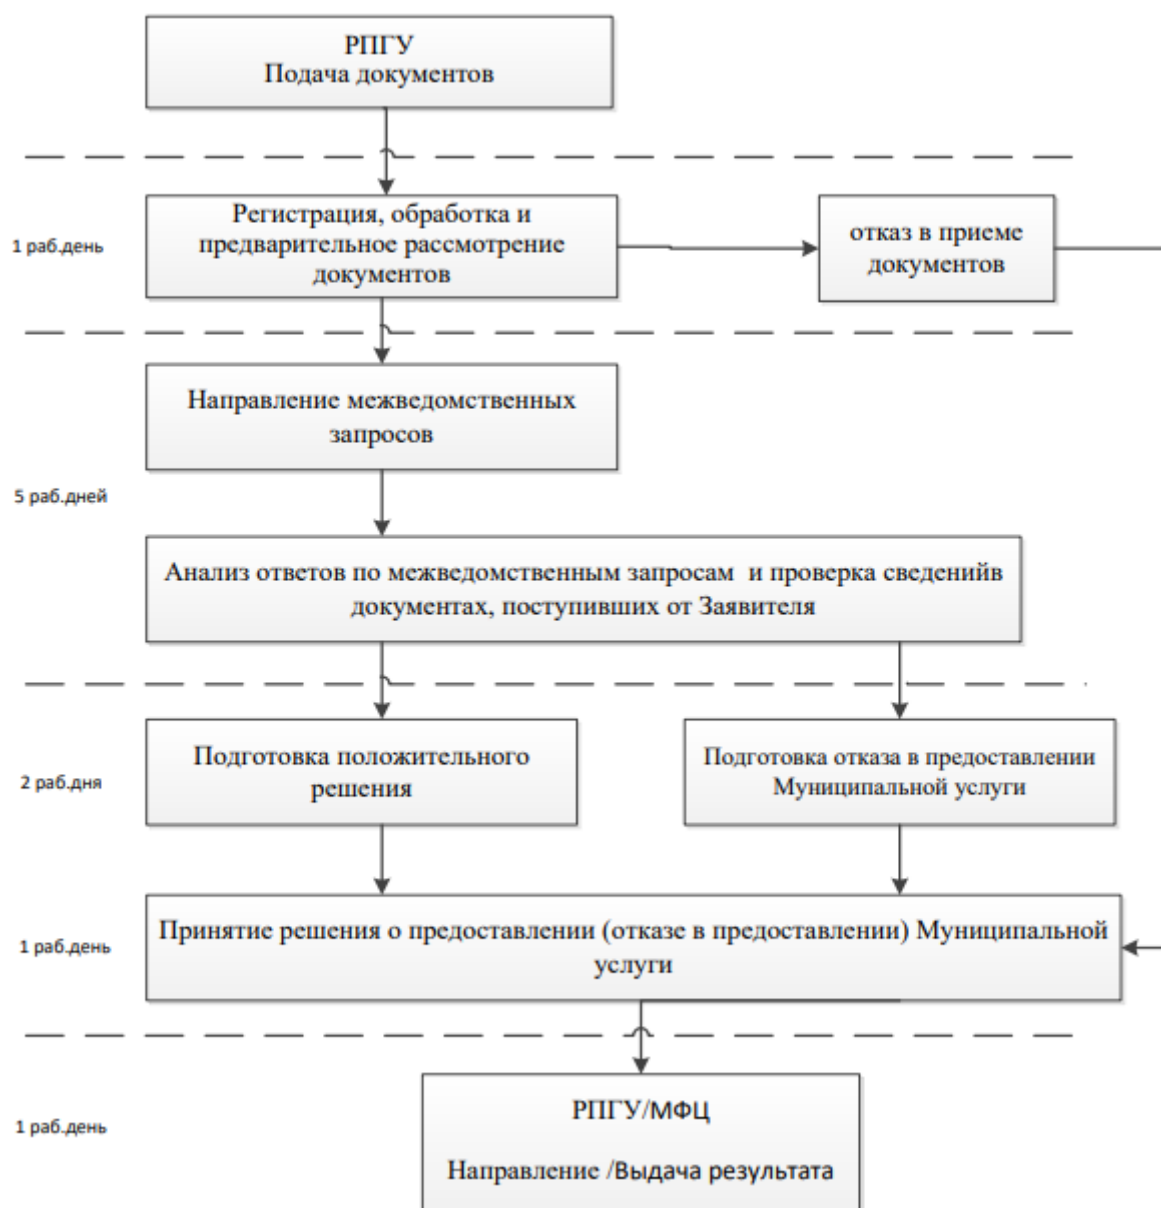 РПГУ
Подача документов
1 раб.день
Регистрация, обработка и
предварительное рассмотрение
документов
отказ в приеме
документов
Направление межведомственных
запросов
5 раб.дней
Анализ ответов по межведомственным запросам и проверка сведенийв
документах, поступивших от Заявителя
2 раб.дня
Подготовка положительного
решения
Подготовка отказа в предоставлении
Муниципальной услуги
1 раб.день
Принятие решения о предоставлении (отказе в предоставлении) Муниципальной
услуги
1 раб.день
РПГУ/МФЦ
Направление /Выдача результата